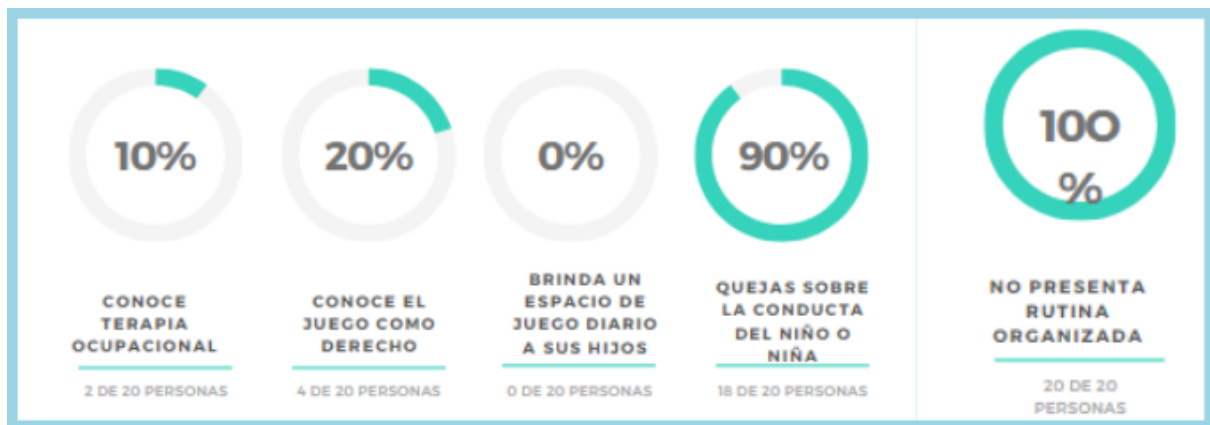 10%
CONOCE
TERAPIA
OCUPACIONAL
2 DE 20 PERSONAS
20%
CONOCE EL
JUEGO COMO
DERECHO
4 DE 20 PERSONAS
0%
BRINDA UN
ESPACIO DE
JUEGO DIARIO
A SUS HIJOS
0 DE 20 PERSONAS
90%
QUEJAS SOBRE
LA CONDUCTA
DEL NIÑO O
NIÑA
18 DE 20 PERSONAS
100
%
NO PRESENTA
RUTINA
ORGANIZADA
20 DE 20
PERSONAS